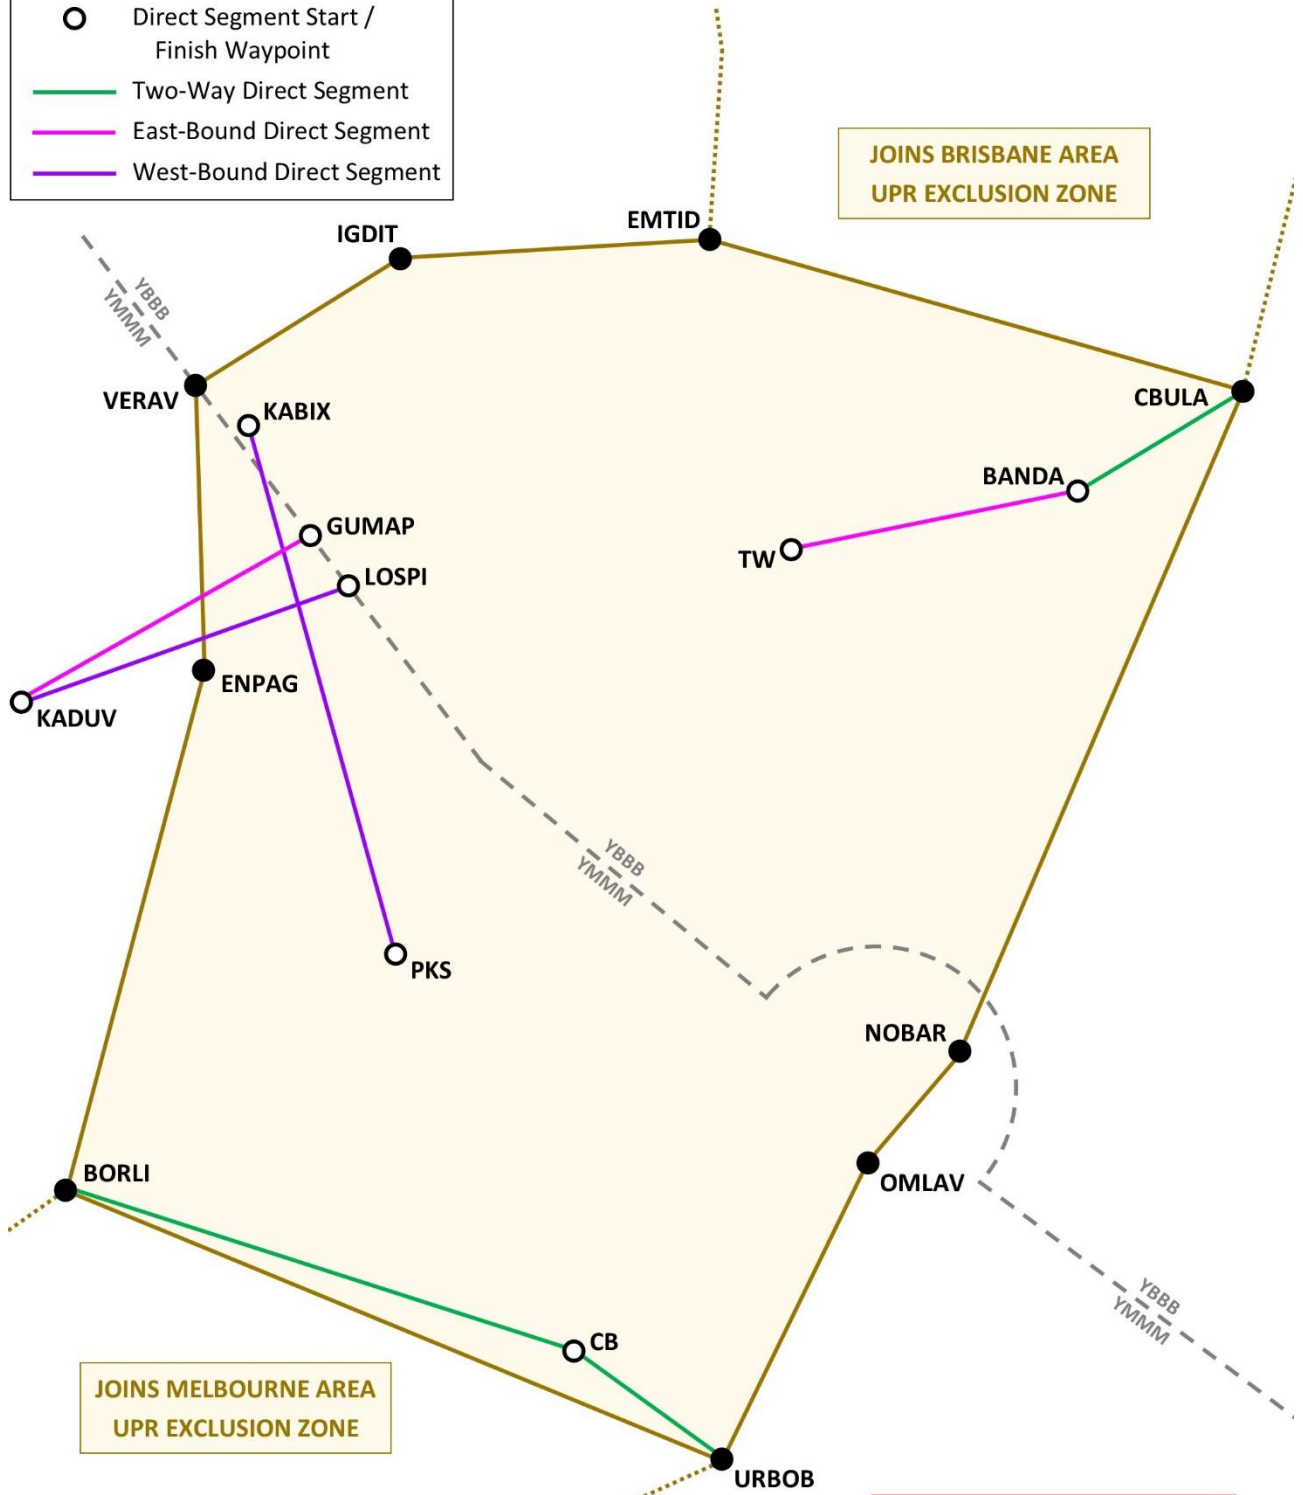 Direct Segment Start /
Finish Waypoint
Two-Way Direct Segment
East-Bound Direct Segment
West-Bound Direct Segment
JOINS BRISBANE AREA
UPR EXCLUSION ZONE
EMTID
IGDIT
YBBB
YMMM
VERAV
KABIX
CBULA
BANDA
GUMAP
TW
LOSPI
ENPAG
KADUV
YBBB
YMMM
PKS
NOBAR
BORLI
OMLAV
YBBB
YMMM
CB
JOINS MELBOURNE AREA
UPR EXCLUSION ZONE
URBOB